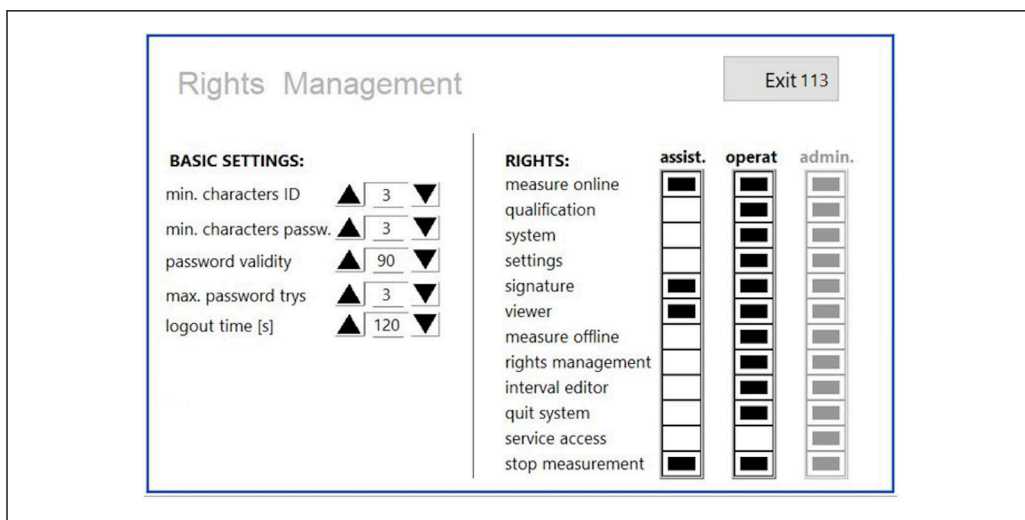 Rights Management
Exit 113
BASIC SETTINGS:
min. characters ID 3
min. characters passw. 3
password validity 90
max. password trys 3
logout time [s] 120
RIGHTS: assist. operat admin.
measure online
qualification
system
settings
signature
viewer
measure offline
rights management
interval editor
quit system
service access
stop measurement